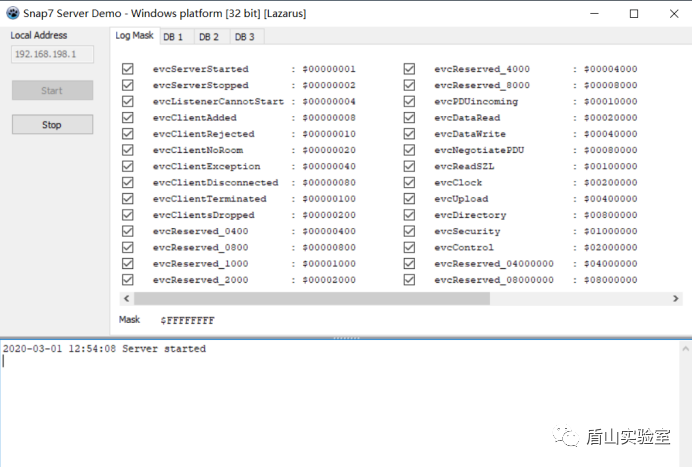 Snap7 Server Demo - Windows platform [32 bit] [Lazarus]
Local Address
192.168.198.1
Start
Stop
Log Mask DB 1 DB 2 DB 3
evcServerStarted : $00000001
evcServerStopped : $00000002
evcListenerCannotStart : $00000004
evcClientAdded : $00000008
evcClientRejected : $00000010
evcClientNoRoom : $00000020
evcClientException : $00000040
evcClientDisconnected : $00000080
evcClientTerminated : $00000100
evcClientsDropped : $00000200
evcReserved_0400 : $00000400
evcReserved_0800 : $00000800
evcReserved_1000 : $00001000
evcReserved_2000 : $00002000
evcReserved_4000 : $00004000
evcReserved_8000 : $00008000
evcPDUincoming : $00010000
evcDataRead : $00020000
evcDataWrite : $00040000
evcNegotiatePDU : $00080000
evcReadSZL : $00100000
evcClock : $00200000
evcUpload : $00400000
evcDirectory : $00800000
evcSecurity : $01000000
evcControl : $02000000
evcReserved_04000000 : $04000000
evcReserved_08000000 : $08000000
Mask $FFFFFFFF
2020-03-01 12:54:08 Server started
盾山实验室